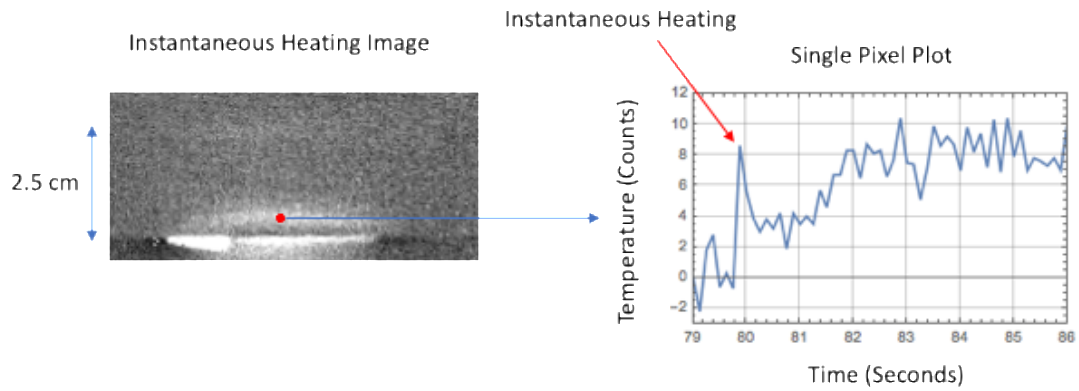 Instantaneous Heating
Instantaneous Heating Image
Single Pixel Plot
2.5 cm
Temperature (Counts)
12
10
8
6
4
2
0
−2
79 80 81 82 83 84 85 86
Time (Seconds)